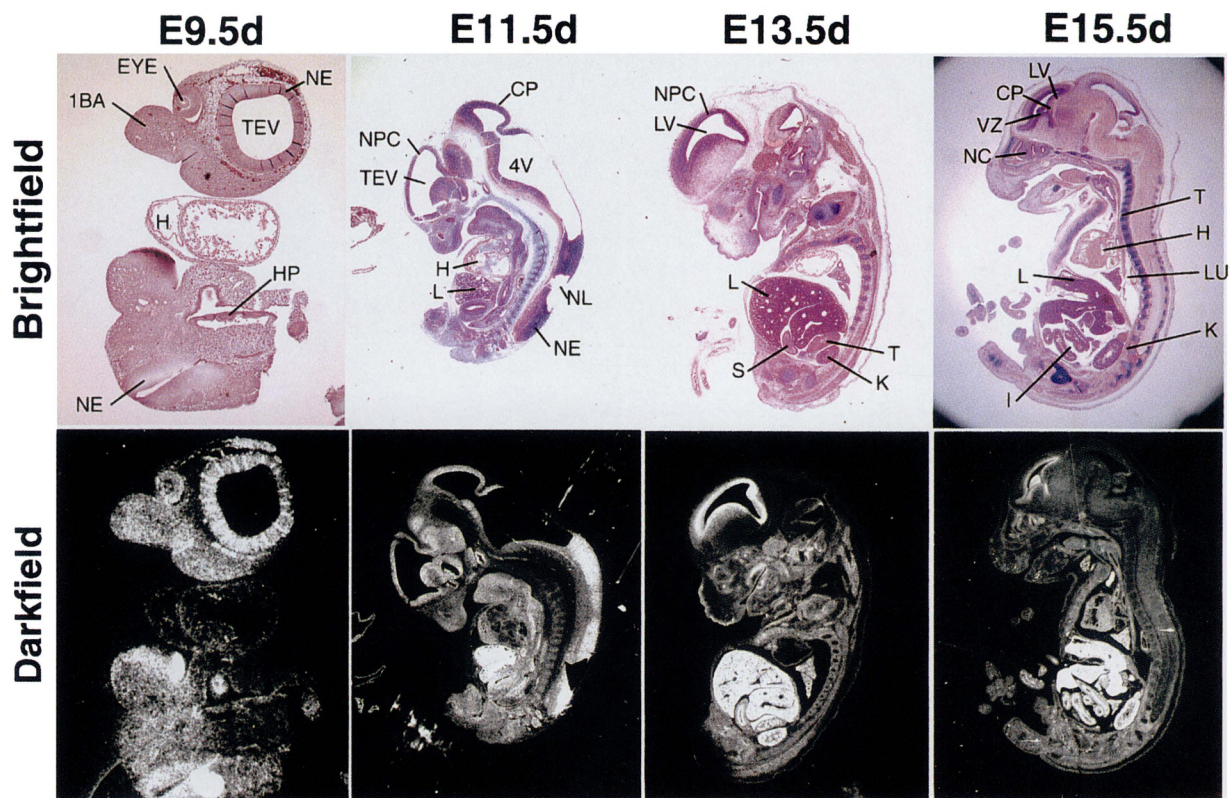 E9.5d E11.5d E13.5d E15.5d
Brightfield
EYE
NE
1BA
TEV
H
HP
NE
CP
NPC
TEV
4V
H
L
NL
NE
NPC
LV
L
S
T
K
LV
CP
VZ
NC
T
H
L
LU
K
I
Darkfield